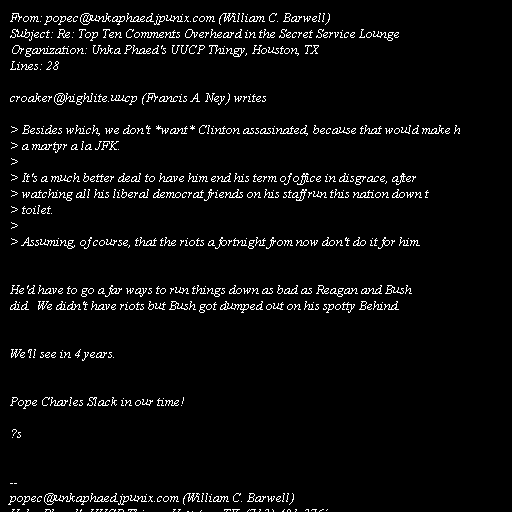 From: popec@unkaphaed.jpunix.com (William C. Barwell)
Subject: Re: Top Ten Comments Overheard in the Secret Service Lounge
Organization: Unka Phaed's UUCP Thingy, Houston, TX
Lines: 28
croaker@highlite.uucp (Francis A. Ney) writes
> Besides which, we don't *want* Clinton assasinated, because that would make h
> a martyr a la JFK.
>
> It's a much better deal to have him end his term of office in disgrace, after
> watching all his liberal democrat friends on his staff run this nation down t
> toilet.
>
> Assuming, of course, that the riots a fortnight from now don't do it for him.
He'd have to go a far ways to run things down as bad as Reagan and Bush
did.  We didn't have riots but Bush got dumped out on his spotty Behind.
We'll see in 4 years.
Pope Charles Slack in our time!
?s
--
popec@unkaphaed.jpunix.com (William C. Barwell)